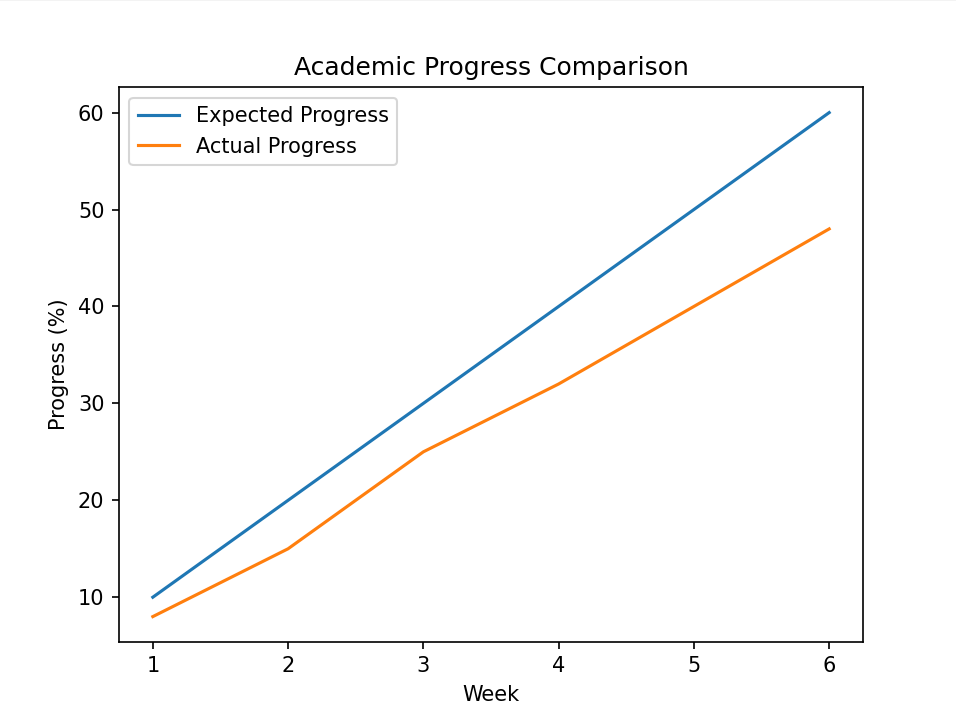 Academic Progress Comparison
Expected Progress
Actual Progress
60
50
40
30
20
10
Progress (%)
1 2 3 4 5 6
Week